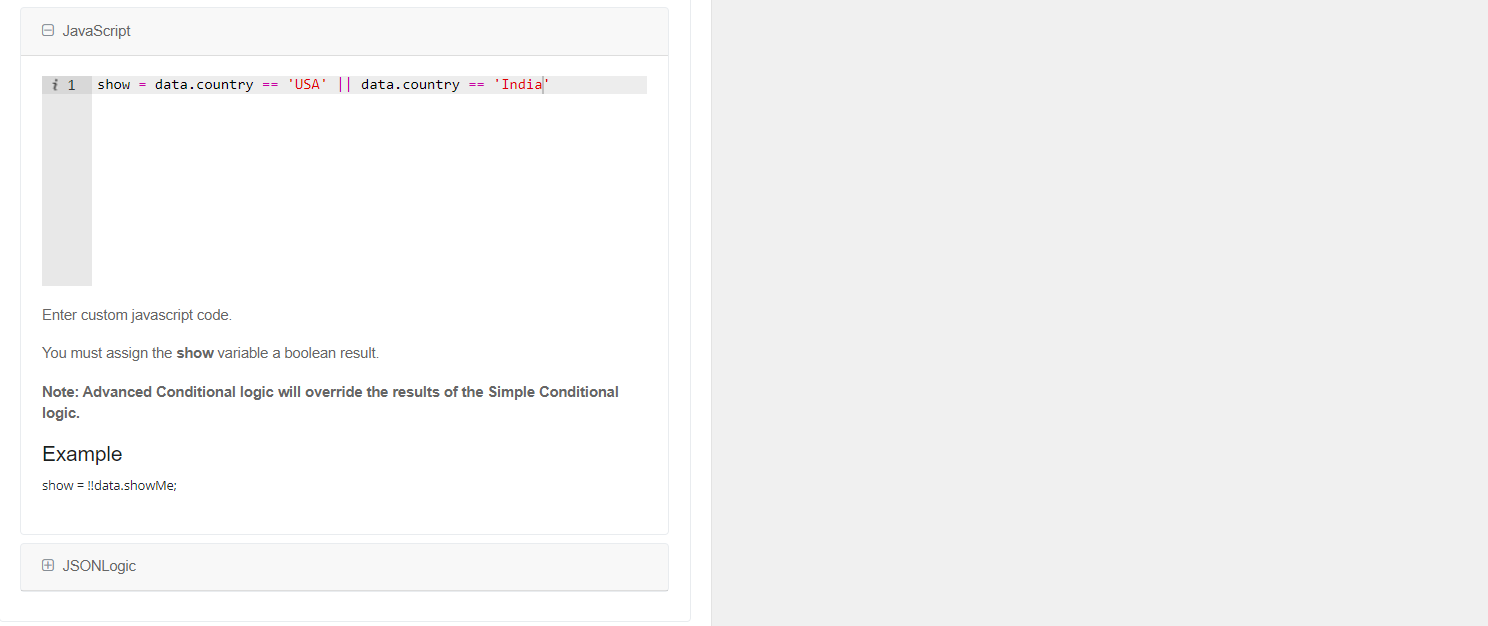 JavaScript
i 1 show = data.country == 'USA' || data.country == 'India'
Enter custom javascript code.
You must assign the show variable a boolean result.
Note: Advanced Conditional logic will override the results of the Simple Conditional
logic.
Example
show = !!data.showMe;
JSONLogic